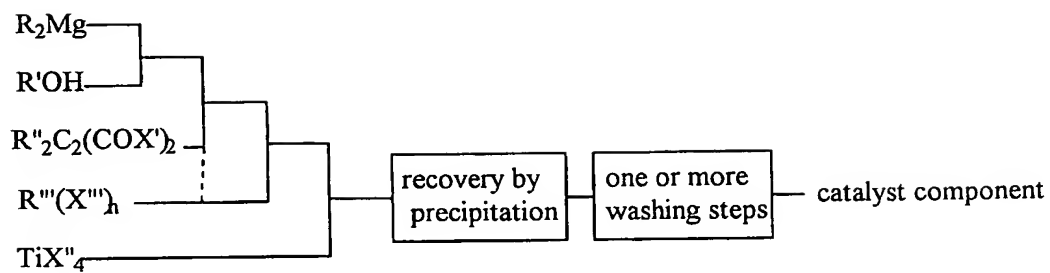 R₂Mg
R'OH
R"₂C₂(COX')₂
R'"(X'")n
TiX"₄
recovery by
precipitation
one or more
washing steps
catalyst component